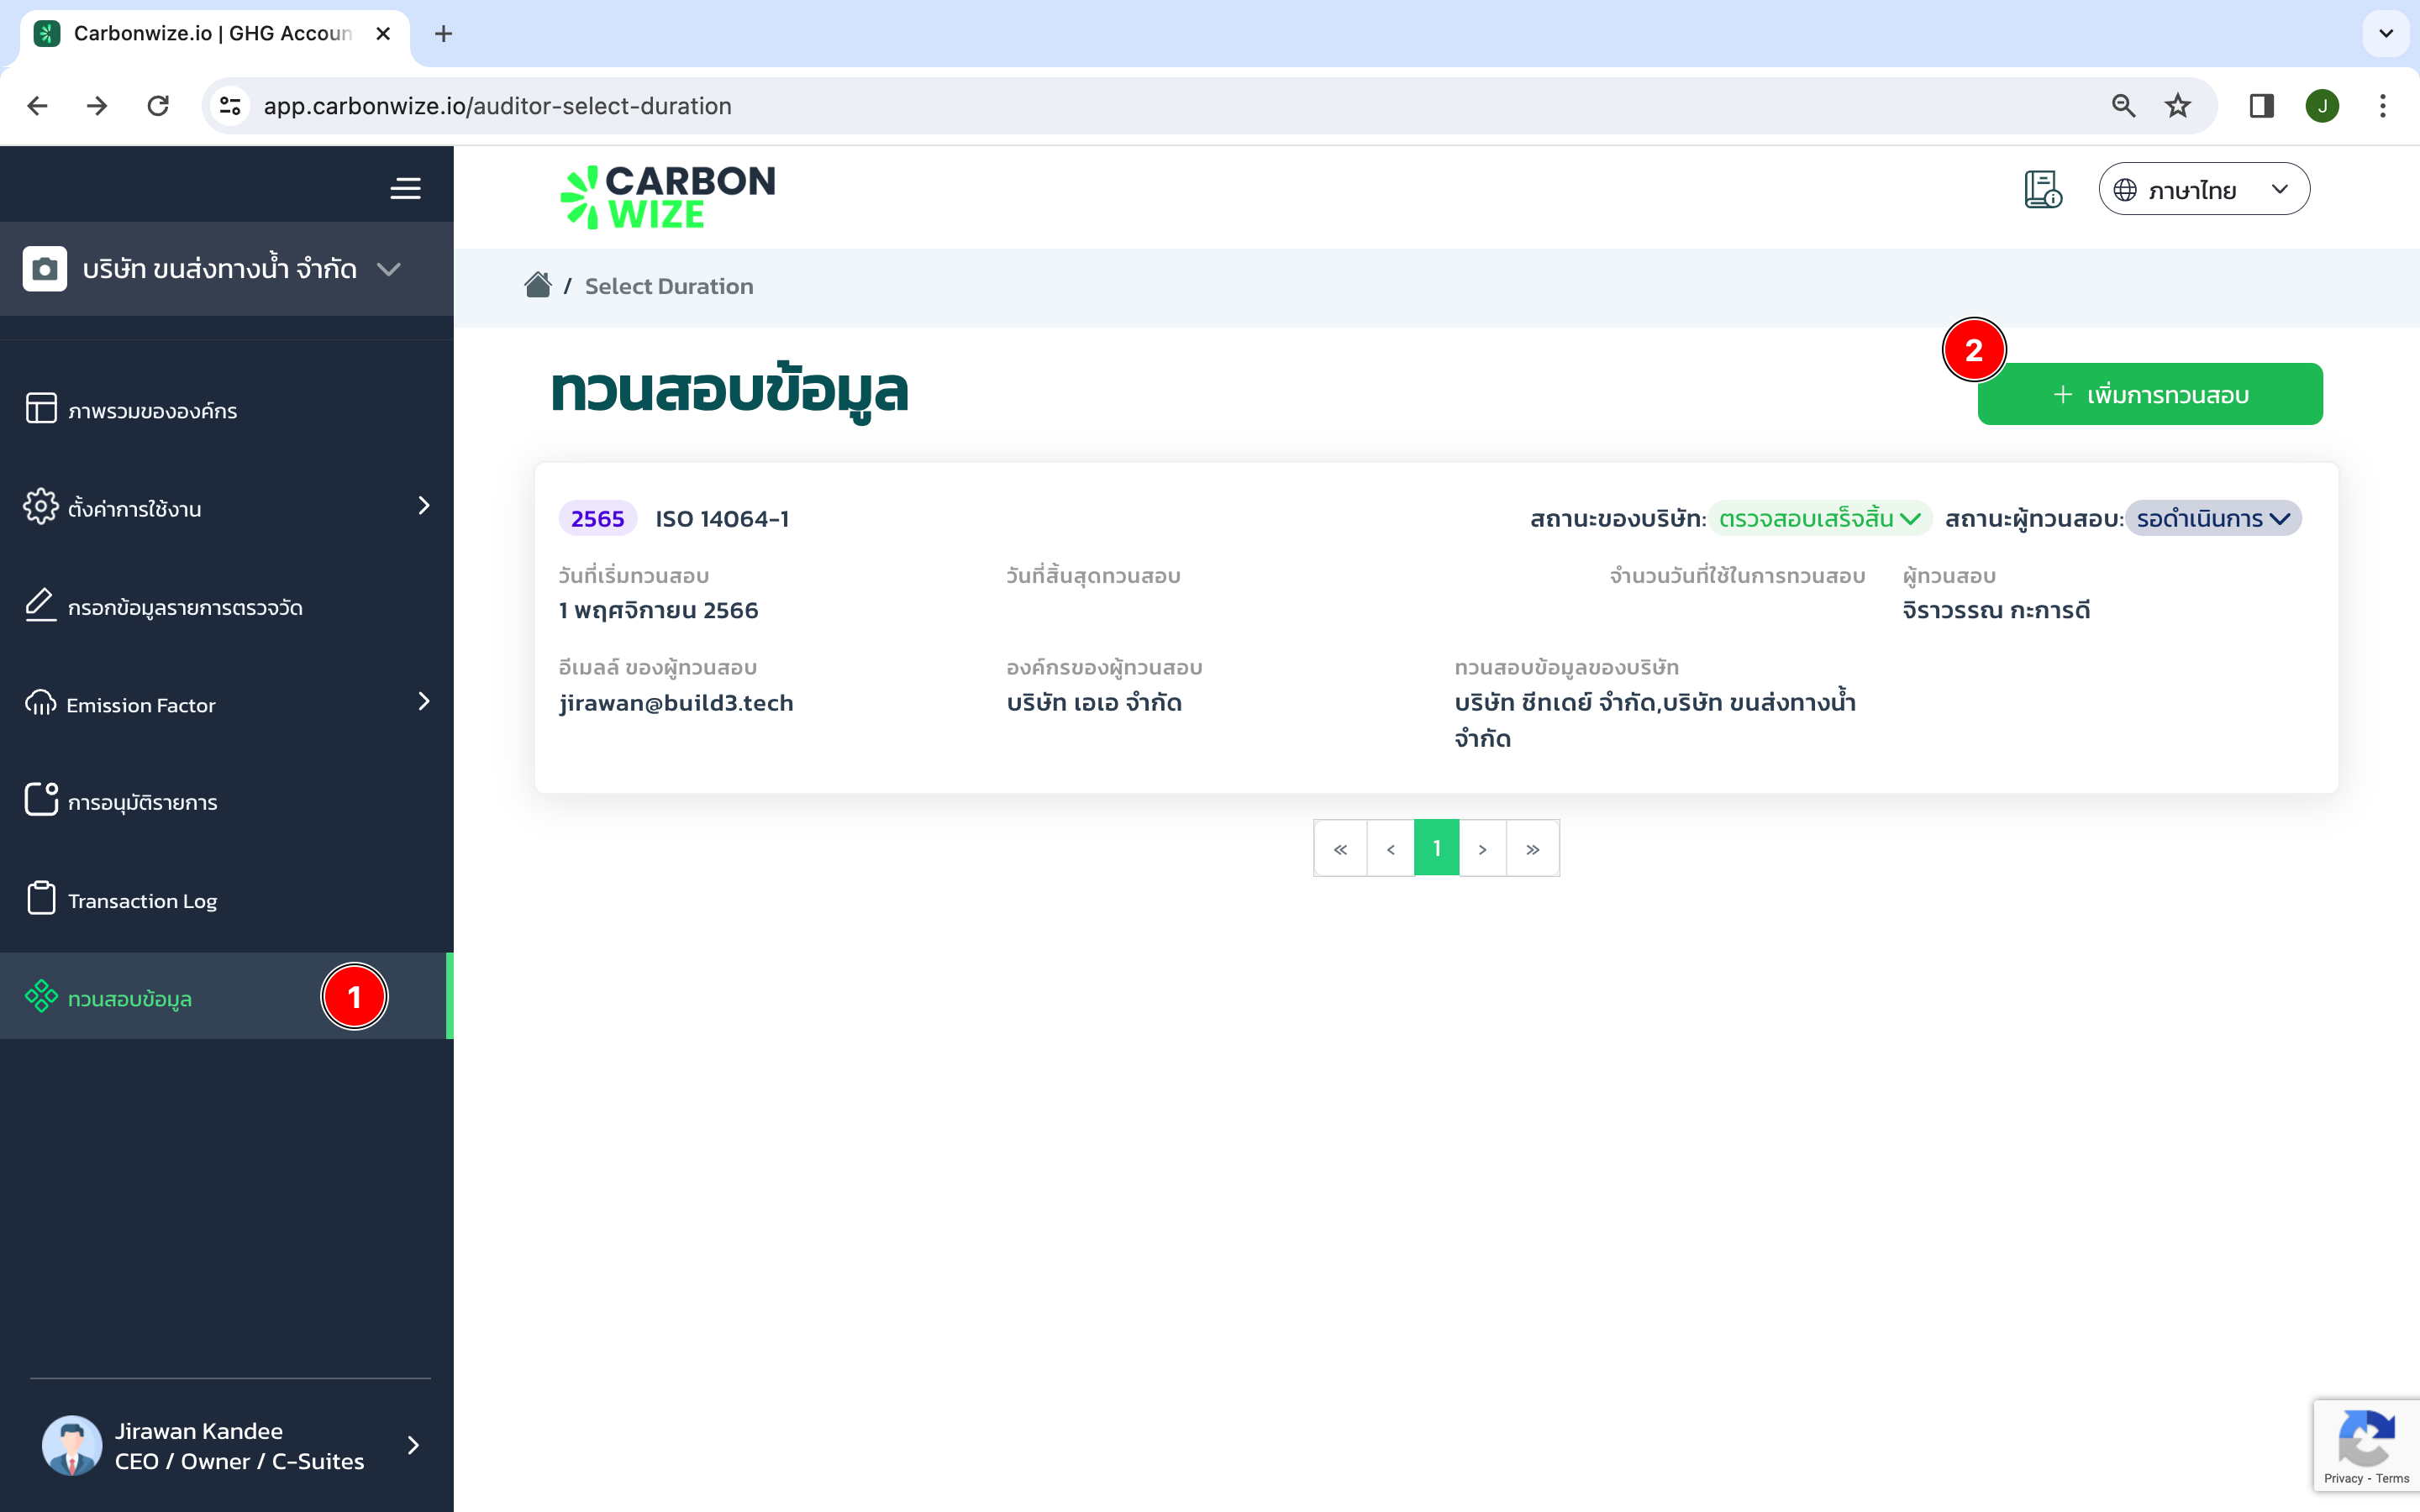 Carbonwize.io | GHG Accoun
app.carbonwize.io/auditor-select-duration
J
CARBON
WIZE
ภาษาไทย
บริษัท ขนส่งทางน้ำ จำกัด
/ Select Duration
ภาพรวมขององค์กร
ตั้งค่าการใช้งาน
กรอกข้อมูลรายการตรวจวัด
Emission Factor
การอนุมัติรายการ
Transaction Log
ทวนสอบข้อมูล
1
Jirawan Kandee
CEO / Owner / C-Suites
ทวนสอบข้อมูล
2
+ เพิ่มการทวนสอบ
2565 ISO 14064-1 สถานะของบริษัท: ตรวจสอบเสร็จสิ้น สถานะผู้ทวนสอบ: รอดำเนินการ
วันที่เริ่มทวนสอบ วันที่สิ้นสุดทวนสอบ จำนวนวันที่ใช้ในการทวนสอบ ผู้ทวนสอบ
1 พฤศจิกายน 2566 จิราวรรณ กะการดี
อีเมลล์ ของผู้ทวนสอบ องค์กรของผู้ทวนสอบ ทวนสอบข้อมูลของบริษัท
jirawan@build3.tech บริษัท เอเอ จำกัด บริษัท ชีทเดย์ จำกัด,บริษัท ขนส่งทางน้ำ
จำกัด
« ‹ 1 › »
Privacy - Terms